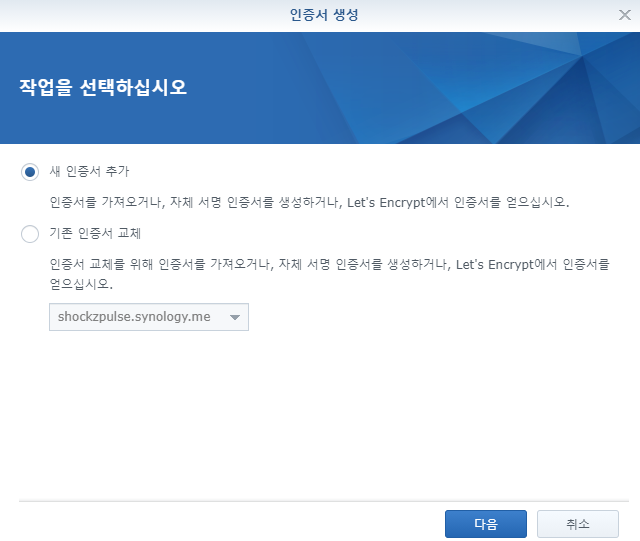 인증서 생성
작업을 선택하십시오
새 인증서 추가
인증서를 가져오거나, 자체 서명 인증서를 생성하거나, Let's Encrypt에서 인증서를 얻으십시오.
기존 인증서 교체
인증서 교체를 위해 인증서를 가져오거나, 자체 서명 인증서를 생성하거나, Let's Encrypt에서 인증서를
얻으십시오.
shockzpulse.synology.me
다음 취소